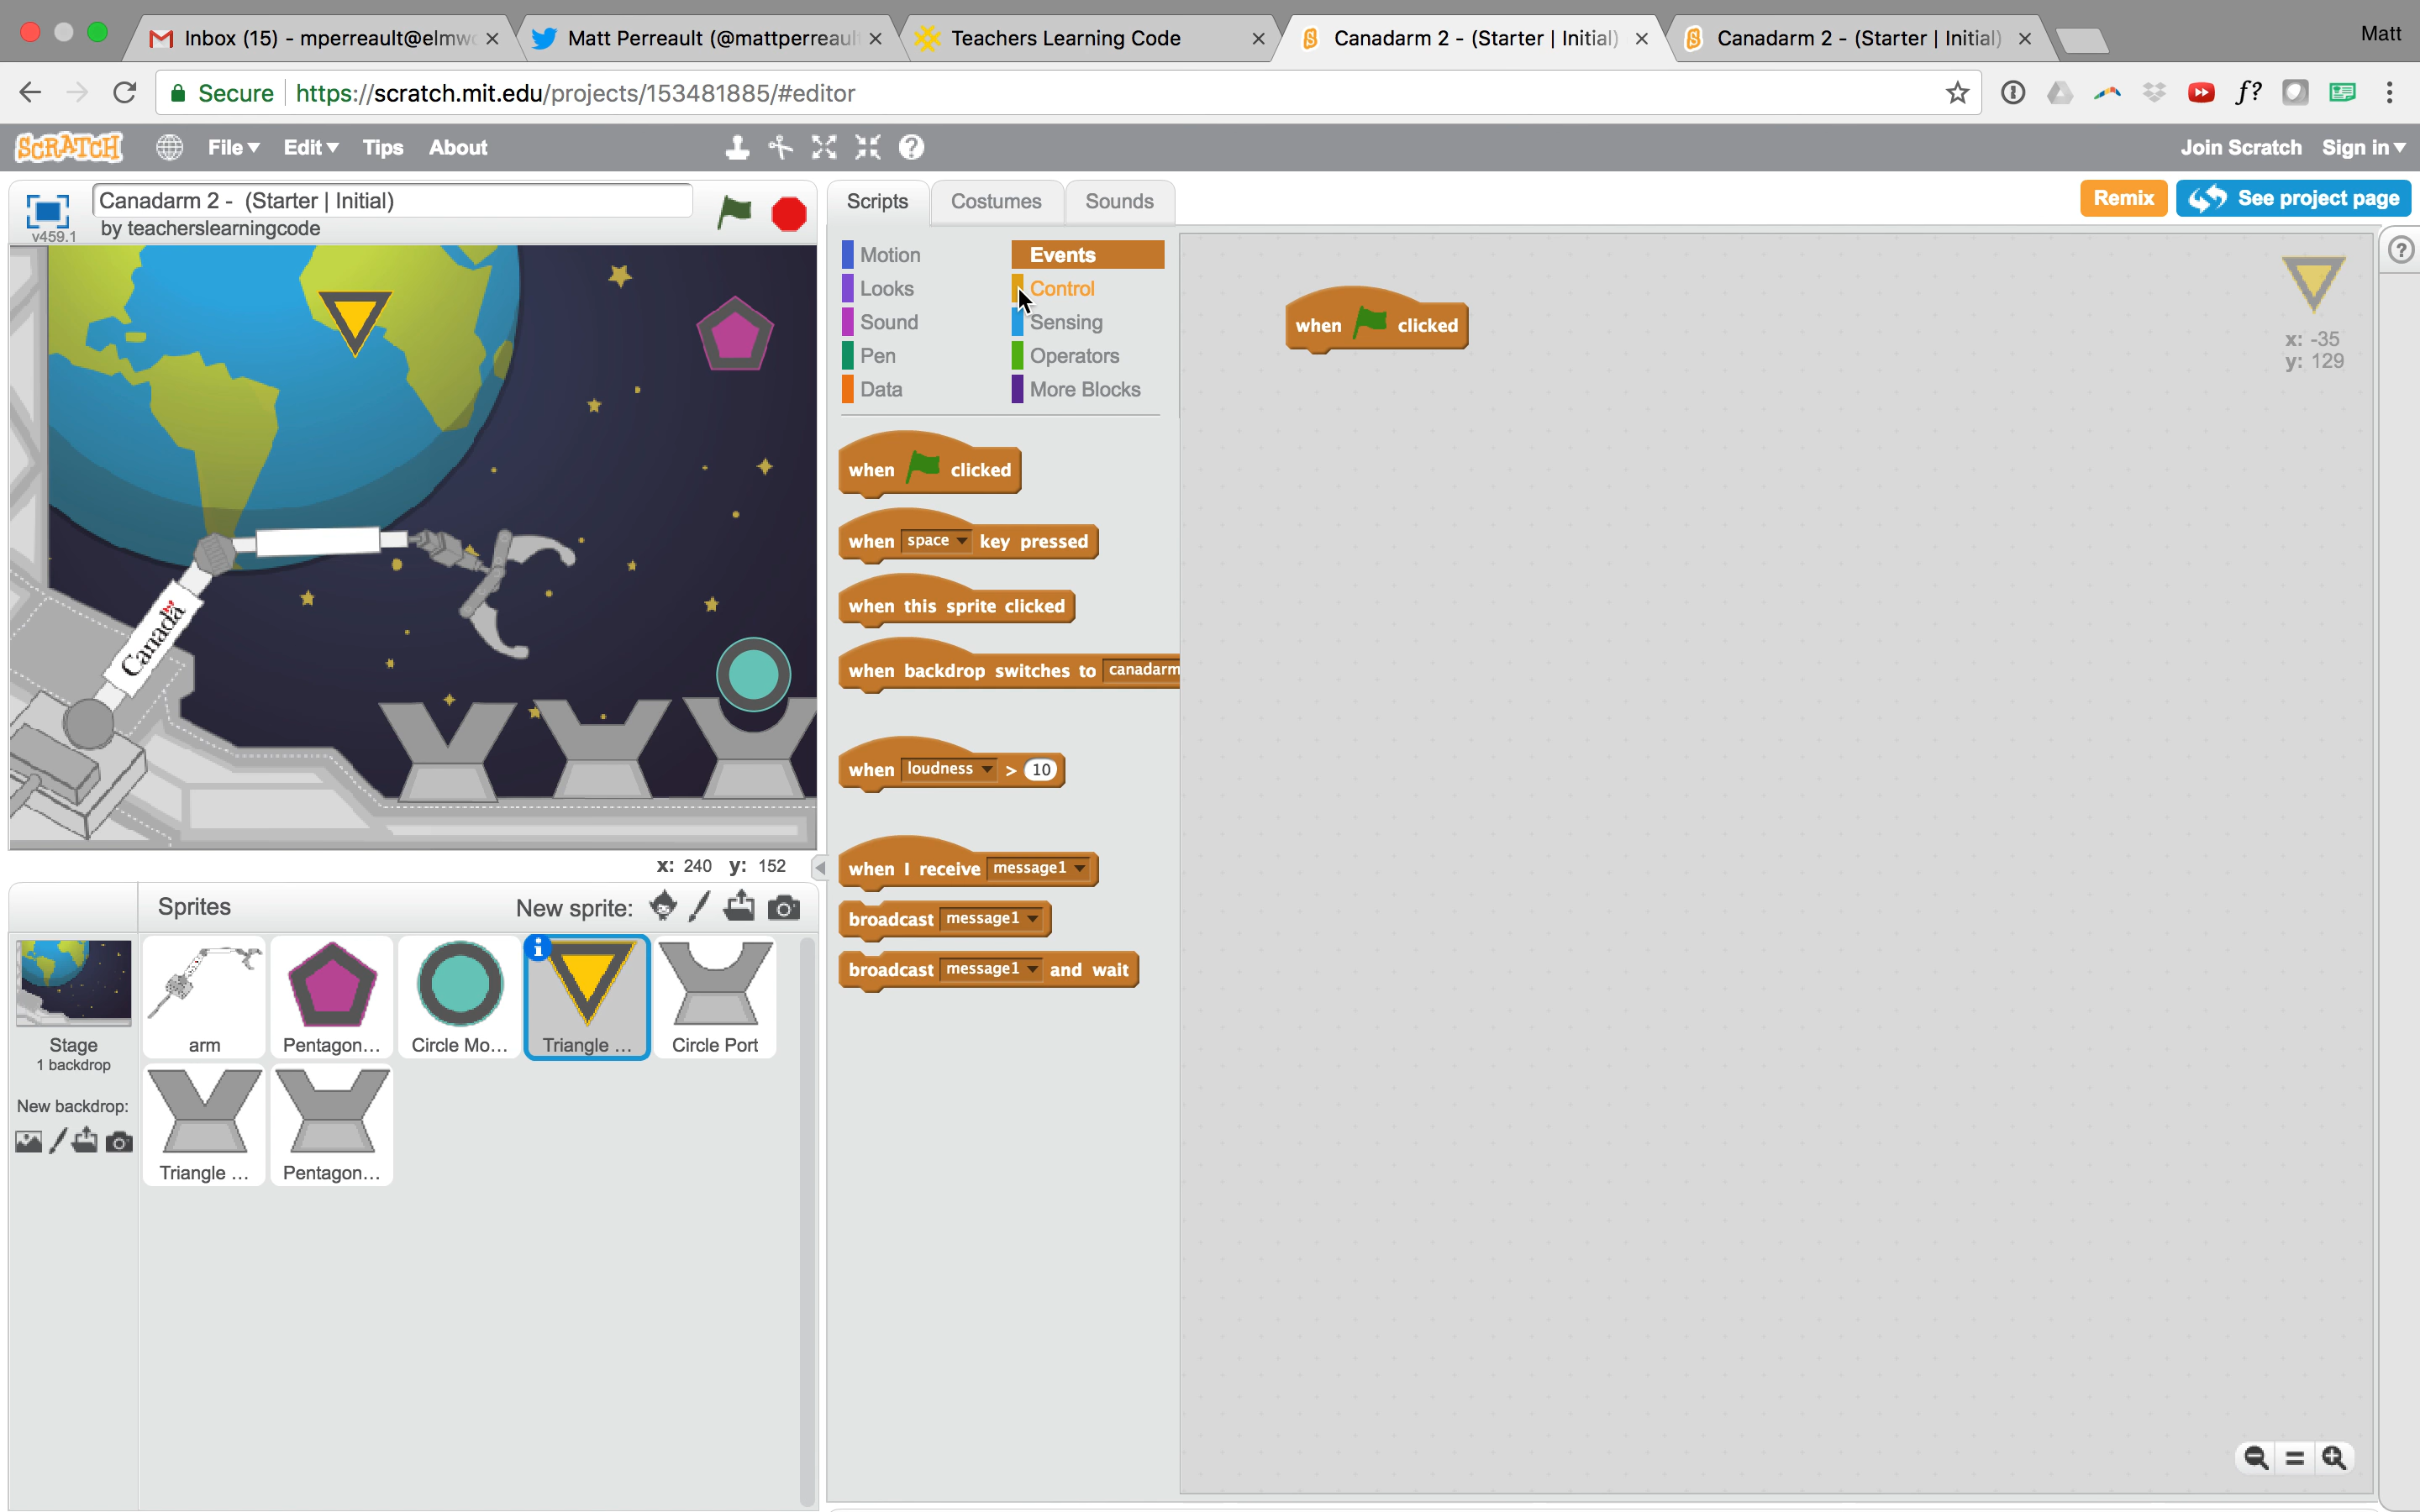 Inbox (15) - mperreault@elmwo
Matt Perreault (@mattperreaul
Teachers Learning Code
Canadarm 2 - (Starter | Initial)
Canadarm 2 - (Starter | Initial)
Matt
Secure
https://scratch.mit.edu/projects/153481885/#editor
f?
SCRATCH
File
Edit
Tips
About
Join Scratch
Sign in
v459.1
Canadarm 2 - (Starter | Initial)
by teacherslearningcode
Scripts
Costumes
Sounds
Remix
See project page
Motion
Events
Looks
Control
Sound
Sensing
Pen
Operators
Data
More Blocks
when clicked
when space key pressed
when this sprite clicked
when backdrop switches to canadarm
when loudness > 10
when I receive message1
broadcast message1
broadcast message1 and wait
when clicked
x: -35
y: 129
Canada
x: 240 y: 152
Sprites
New sprite:
Stage
1 backdrop
New backdrop:
arm
Pentagon...
Circle Mo...
Triangle ...
Circle Port
Triangle ...
Pentagon...